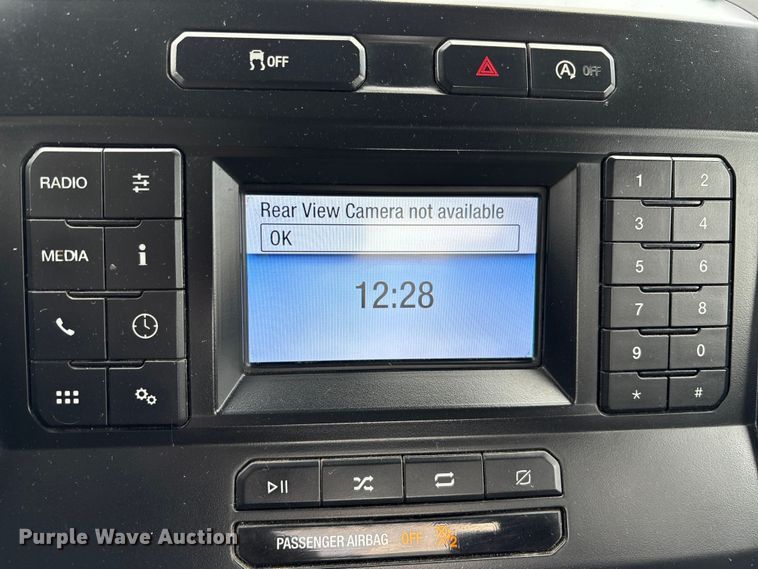 OFF
A OFF
RADIO
MEDIA
i
Rear View Camera not available
OK
12:28
1 2
3 4
5 6
7 8
9 0
* #
PASSENGER AIRBAG OFF 2
Purple Wave Auction